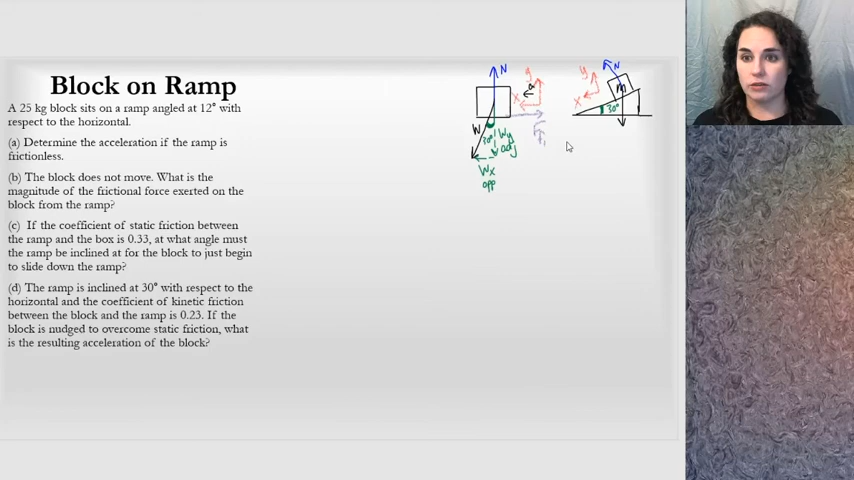 Block on Ramp
A 25 kg block sits on a ramp angled at 12° with
respect to the horizontal.
(a) Determine the acceleration if the ramp is
frictionless.
(b) The block does not move. What is the
magnitude of the frictional force exerted on the
block from the ramp?
(c) If the coefficient of static friction between
the ramp and the box is 0.33, at what angle must
the ramp be inclined at for the block to just begin
to slide down the ramp?
(d) The ramp is inclined at 30° with respect to the
horizontal and the coefficient of kinetic friction
between the block and the ramp is 0.23. If the
block is nudged to overcome static friction, what
is the resulting acceleration of the block?
N
y
a
x
W
30°
Wy
adj
Wx
opp
y
N
x
m
30°